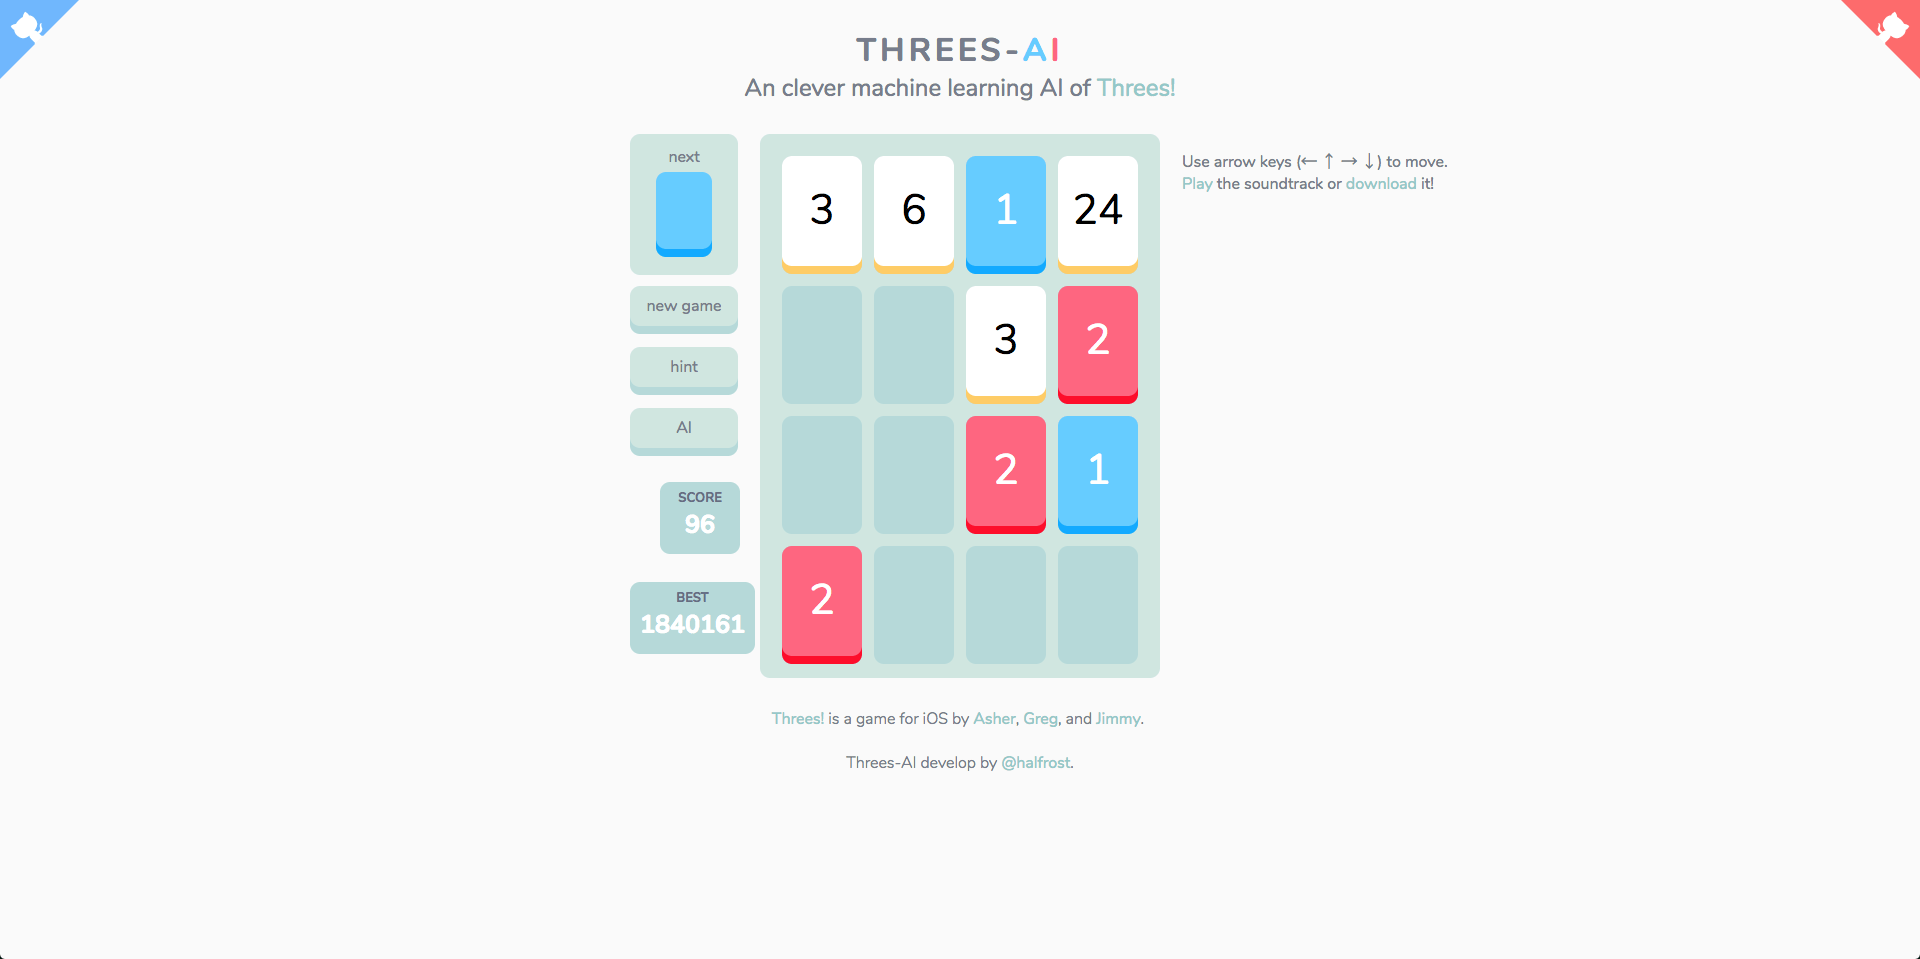 THREES-AI
An clever machine learning AI of Threes!
next
new game
hint
AI
SCORE
96
BEST
1840161
3 6 1 24
3 2
2 1
2
Use arrow keys (← ↑ → ↓) to move.
Play the soundtrack or download it!
Threes! is a game for iOS by Asher, Greg, and Jimmy.
Threes-AI develop by @halfrost.